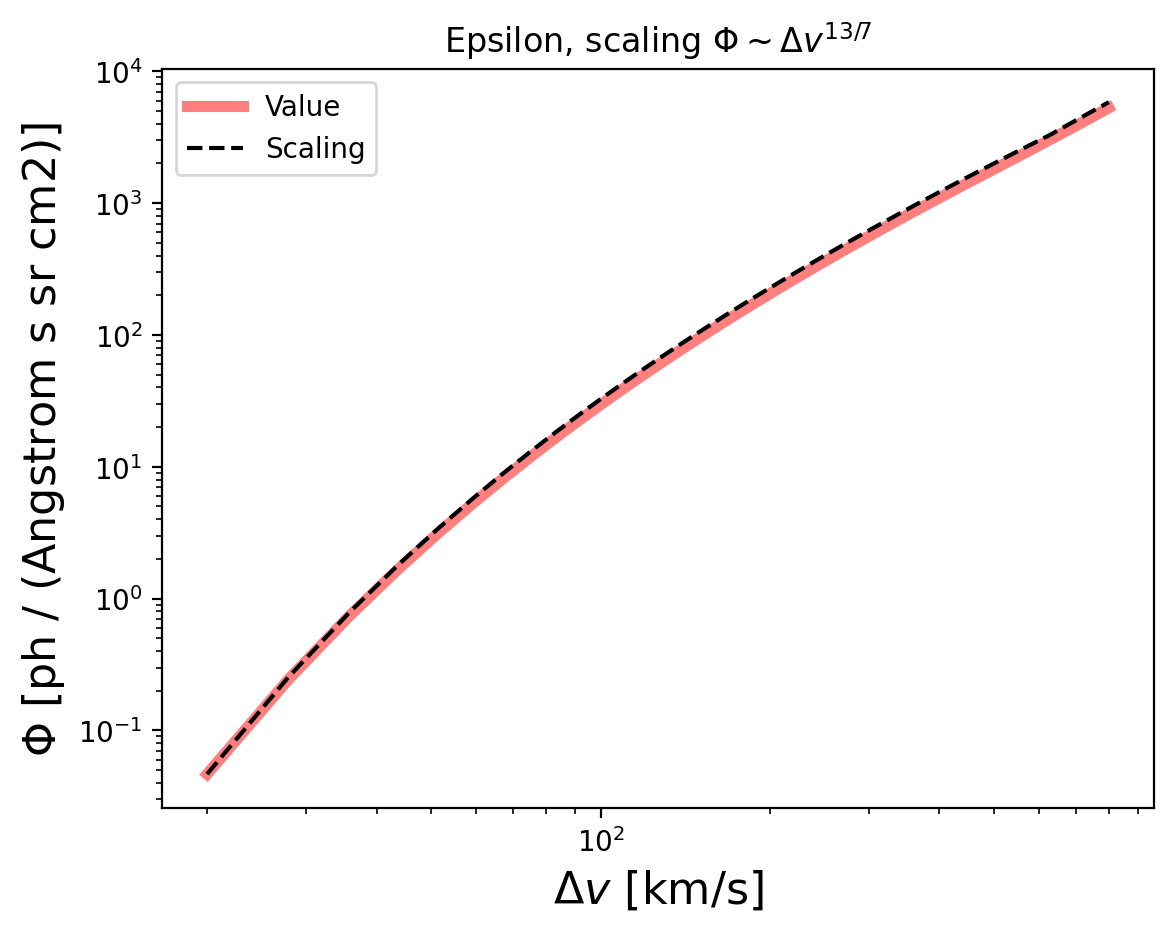 Epsilon, scaling Φ ~ Δv^{13/7}
Value
Scaling
10^4
10^3
10^2
10^1
10^0
10^{−1}
Φ [ph / (Angstrom s sr cm2)]
10^2
Δv [km/s]